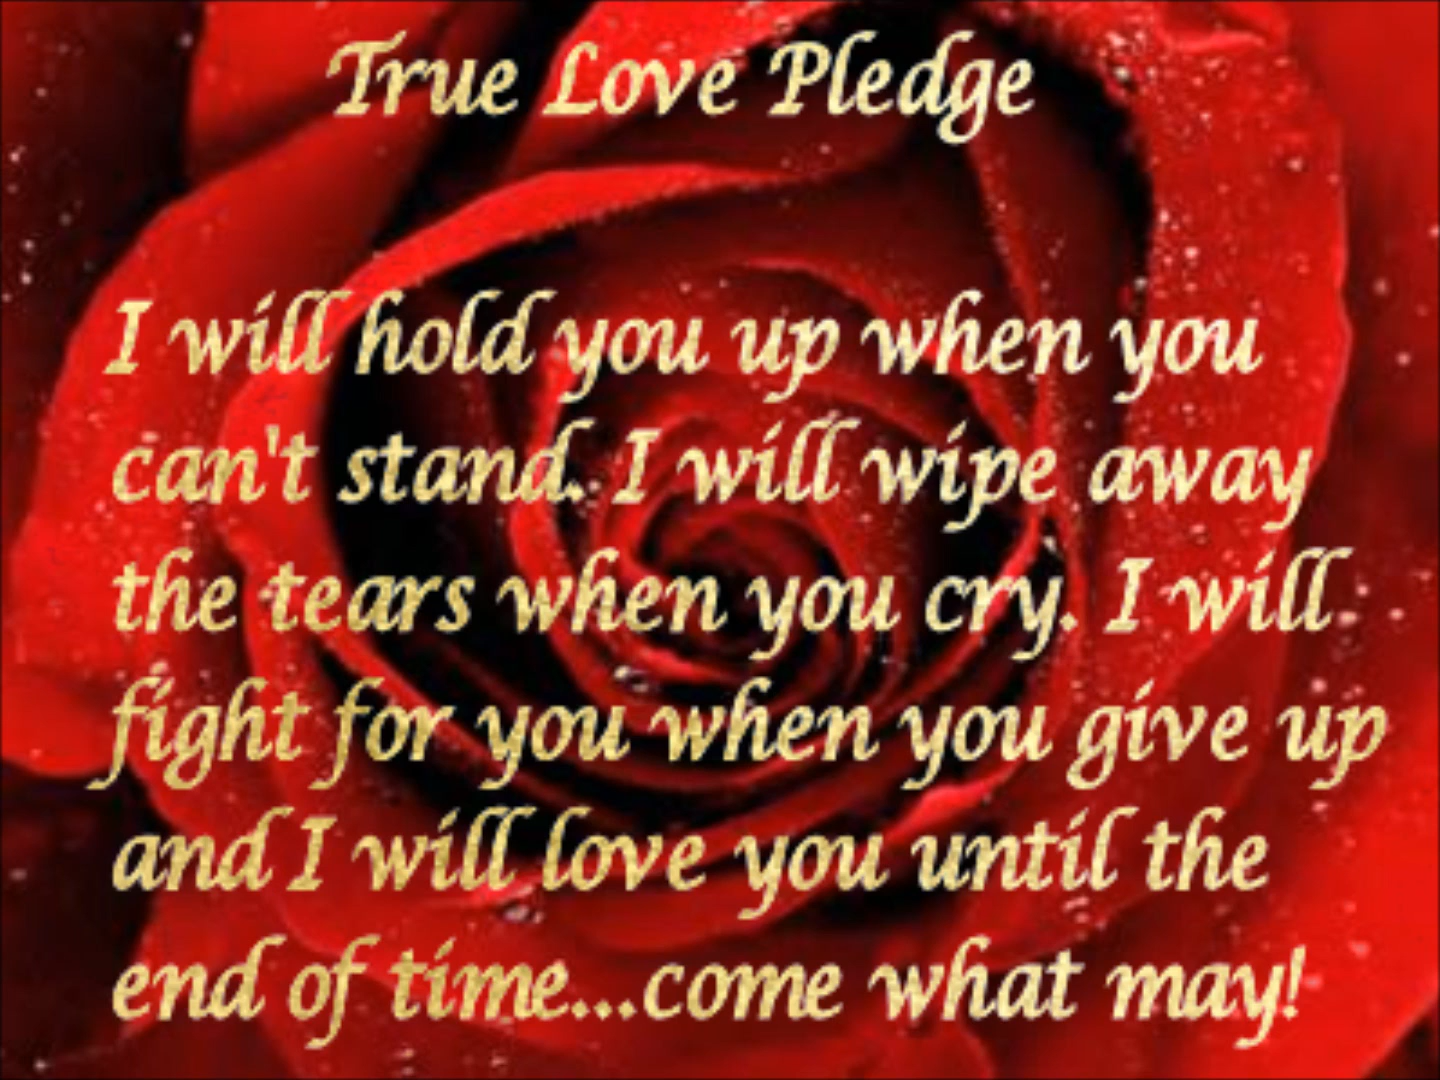 True Love Pledge
I will hold you up when you
can't stand. I will wipe away
the tears when you cry. I will
fight for you when you give up
and I will love you until the
end of time...come what may!